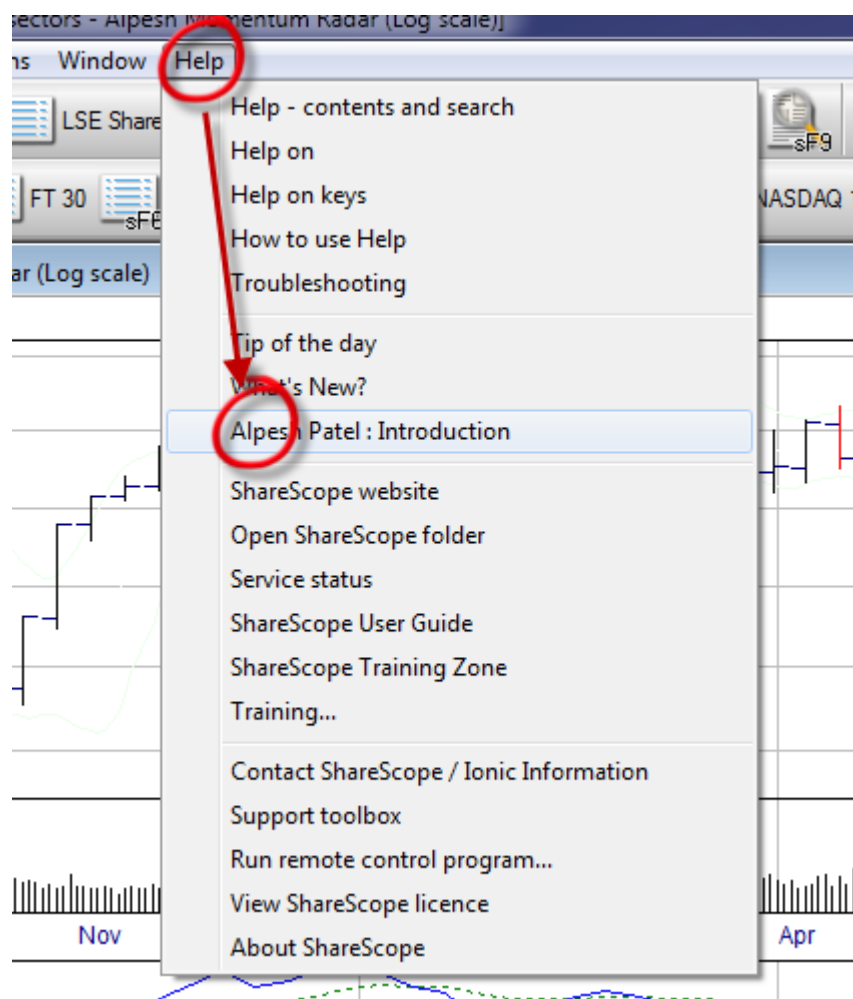 sectors - Alpesh Momentum Radar (Log scale)]
ns Window Help
LSE Share
sF9
FT 30
sF6
NASDAQ
ar (Log scale)
Help - contents and search
Help on
Help on keys
How to use Help
Troubleshooting
Tip of the day
What's New?
Alpesh Patel : Introduction
ShareScope website
Open ShareScope folder
Service status
ShareScope User Guide
ShareScope Training Zone
Training...
Contact ShareScope / Ionic Information
Support toolbox
Run remote control program...
View ShareScope licence
About ShareScope
Nov
Apr